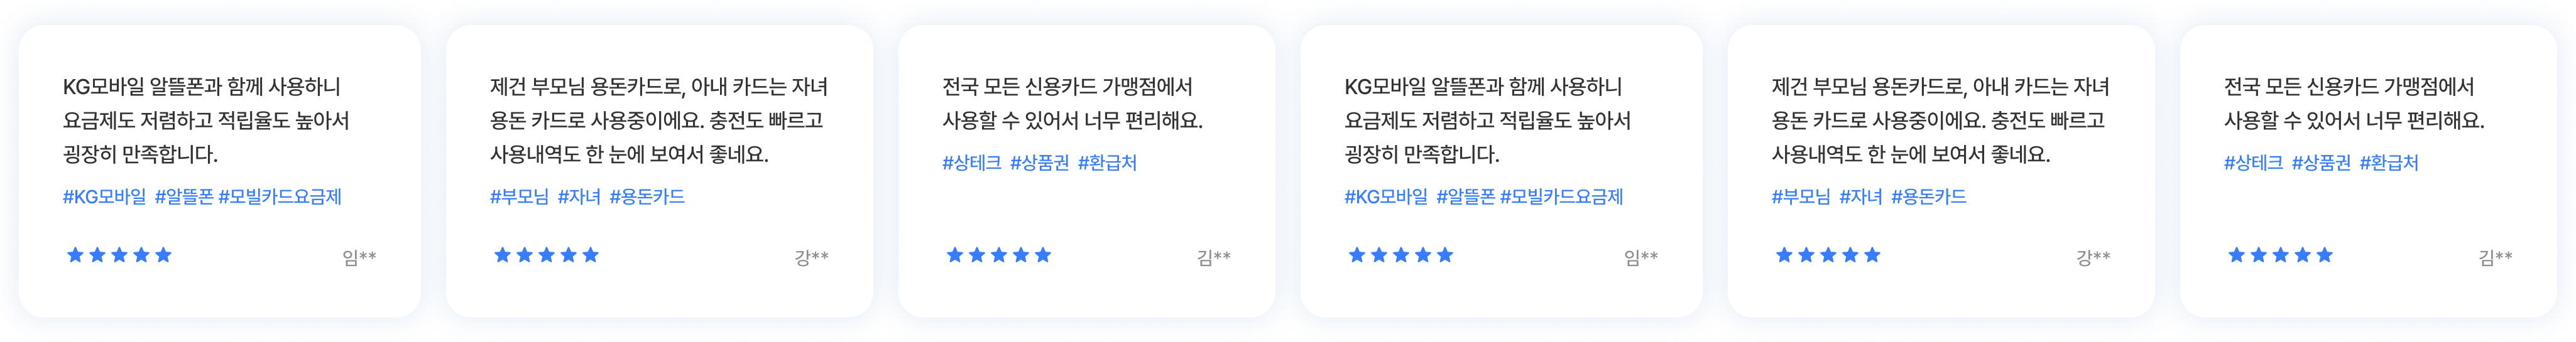 KG모바일 알뜰폰과 함께 사용하니
요금제도 저렴하고 적립율도 높아서
굉장히 만족합니다.
#KG모바일 #알뜰폰 #모빌카드요금제
임**
제건 부모님 용돈카드로, 아내 카드는 자녀
용돈 카드로 사용중이에요. 충전도 빠르고
사용내역도 한 눈에 보여서 좋네요.
#부모님 #자녀 #용돈카드
강**
전국 모든 신용카드 가맹점에서
사용할 수 있어서 너무 편리해요.
#상테크 #상품권 #환급처
김**
KG모바일 알뜰폰과 함께 사용하니
요금제도 저렴하고 적립율도 높아서
굉장히 만족합니다.
#KG모바일 #알뜰폰 #모빌카드요금제
임**
제건 부모님 용돈카드로, 아내 카드는 자녀
용돈 카드로 사용중이에요. 충전도 빠르고
사용내역도 한 눈에 보여서 좋네요.
#부모님 #자녀 #용돈카드
강**
전국 모든 신용카드 가맹점에서
사용할 수 있어서 너무 편리해요.
#상테크 #상품권 #환급처
김**